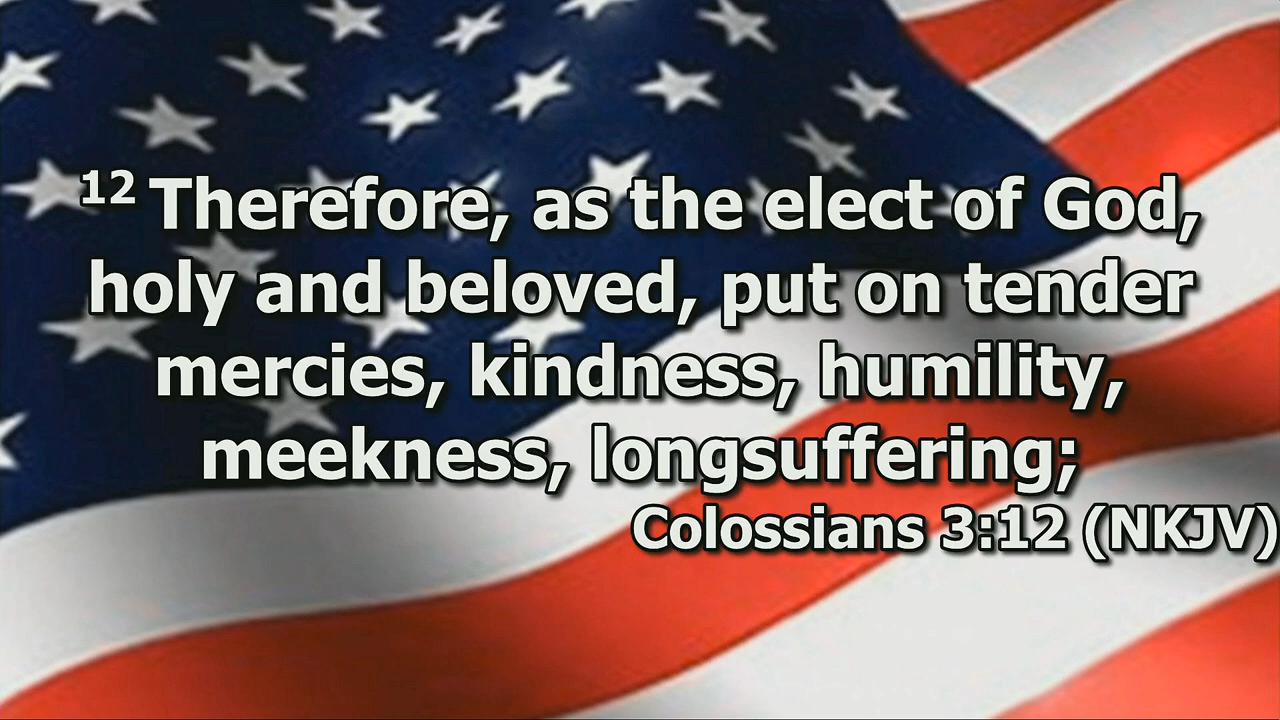 12 Therefore, as the elect of God,
holy and beloved, put on tender
mercies, kindness, humility,
meekness, longsuffering;
Colossians 3:12 (NKJV)